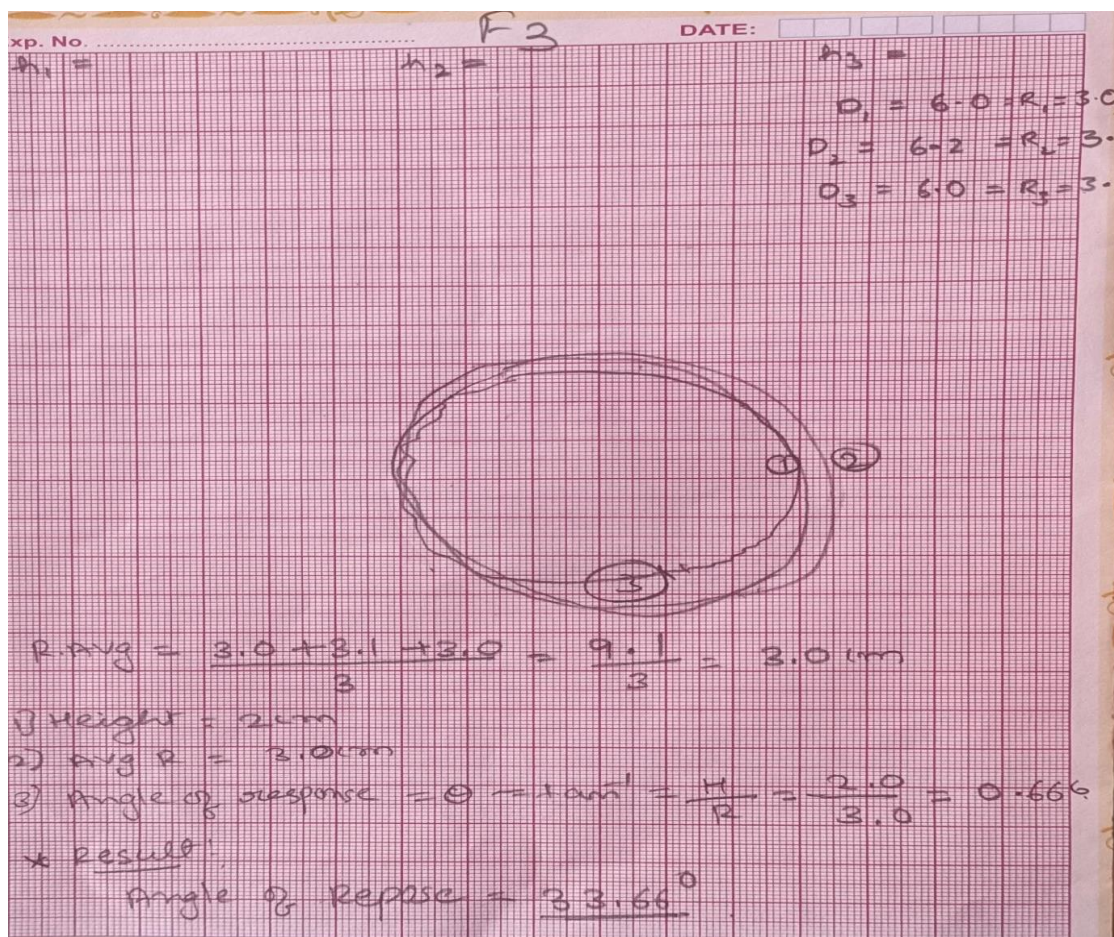 F3
xp. No. DATE:
h₁ = h₂ = h₃ =
D₁ = 6.0 = R₁ = 3.0
D₂ = 6.2 = R₂ = 3.
D₃ = 6.0 = R₃ = 3.
① ②
③
R.Avg = 3.0 + 3.1 + 3.0 / 3 = 9.1 / 3 = 3.0 cm
1) Height = 2cm
2) Avg R = 3.0cm
3) Angle of response = θ = tan⁻¹ = H / R = 2.0 / 3.0 = 0.666
* Result:
Angle of Repose = 33.66°